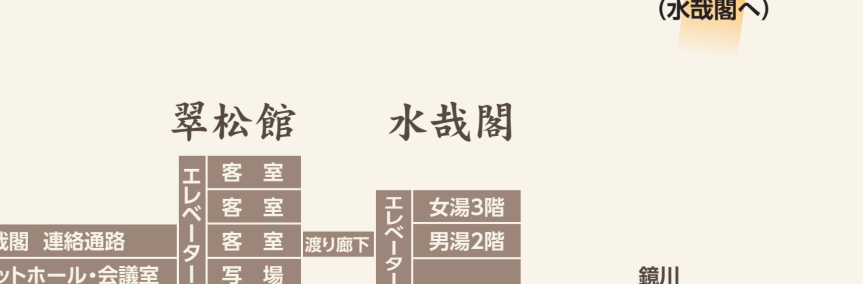 (水哉閣へ)
翠松館
水哉閣
エレベーター
客 室
客 室
客 室
写 場
哉閣 連絡通路
ットホール・会議室
渡り廊下
エレベーター
女湯3階
男湯2階
鏡川